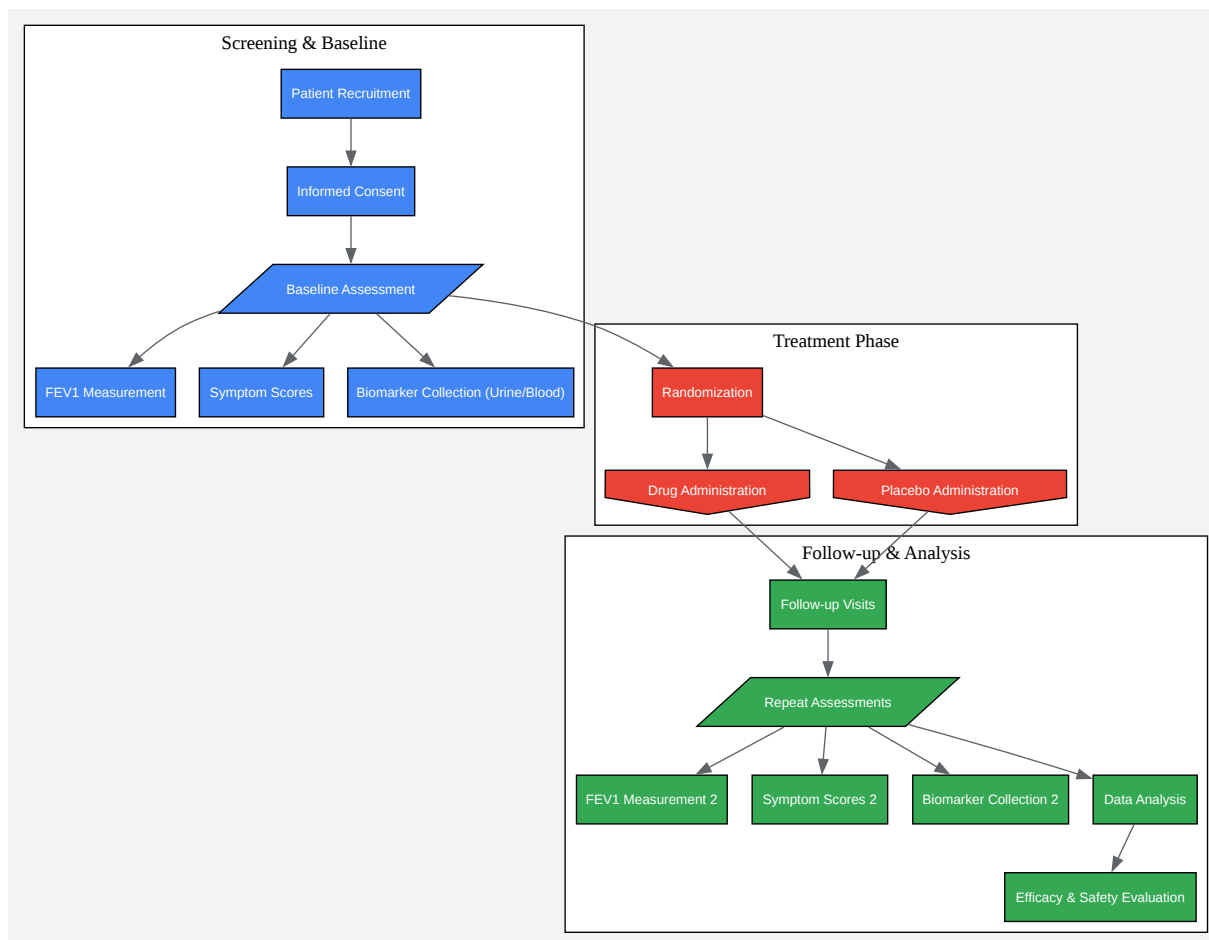 Screening & Baseline
Patient Recruitment
Informed Consent
Baseline Assessment
FEV1 Measurement
Symptom Scores
Biomarker Collection (Urine/Blood)
Treatment Phase
Randomization
Drug Administration
Placebo Administration
Follow-up & Analysis
Follow-up Visits
Repeat Assessments
FEV1 Measurement 2
Symptom Scores 2
Biomarker Collection 2
Data Analysis
Efficacy & Safety Evaluation